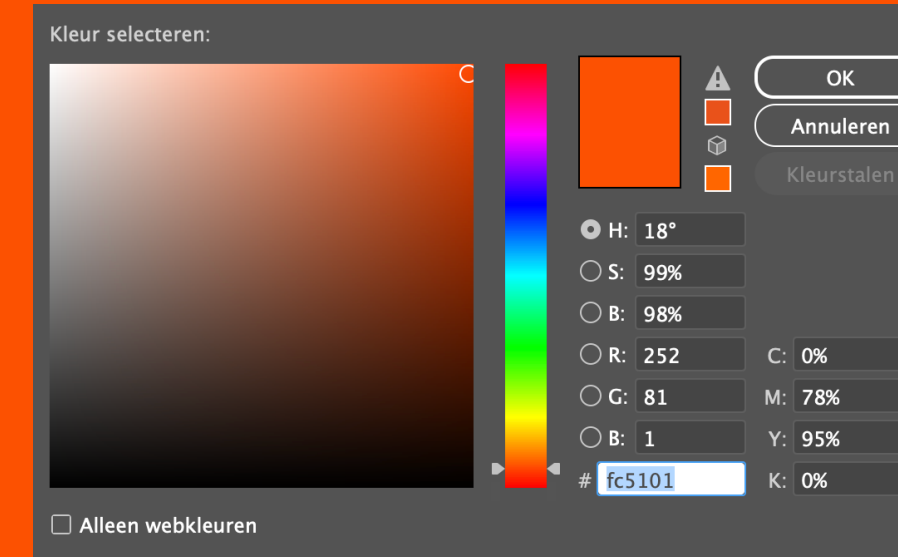 Kleur selecteren:
OK
Annuleren
Kleurstalen
H: 18°
S: 99%
B: 98%
R: 252
C: 0%
G: 81
M: 78%
B: 1
Y: 95%
# fc5101
K: 0%
Alleen webkleuren